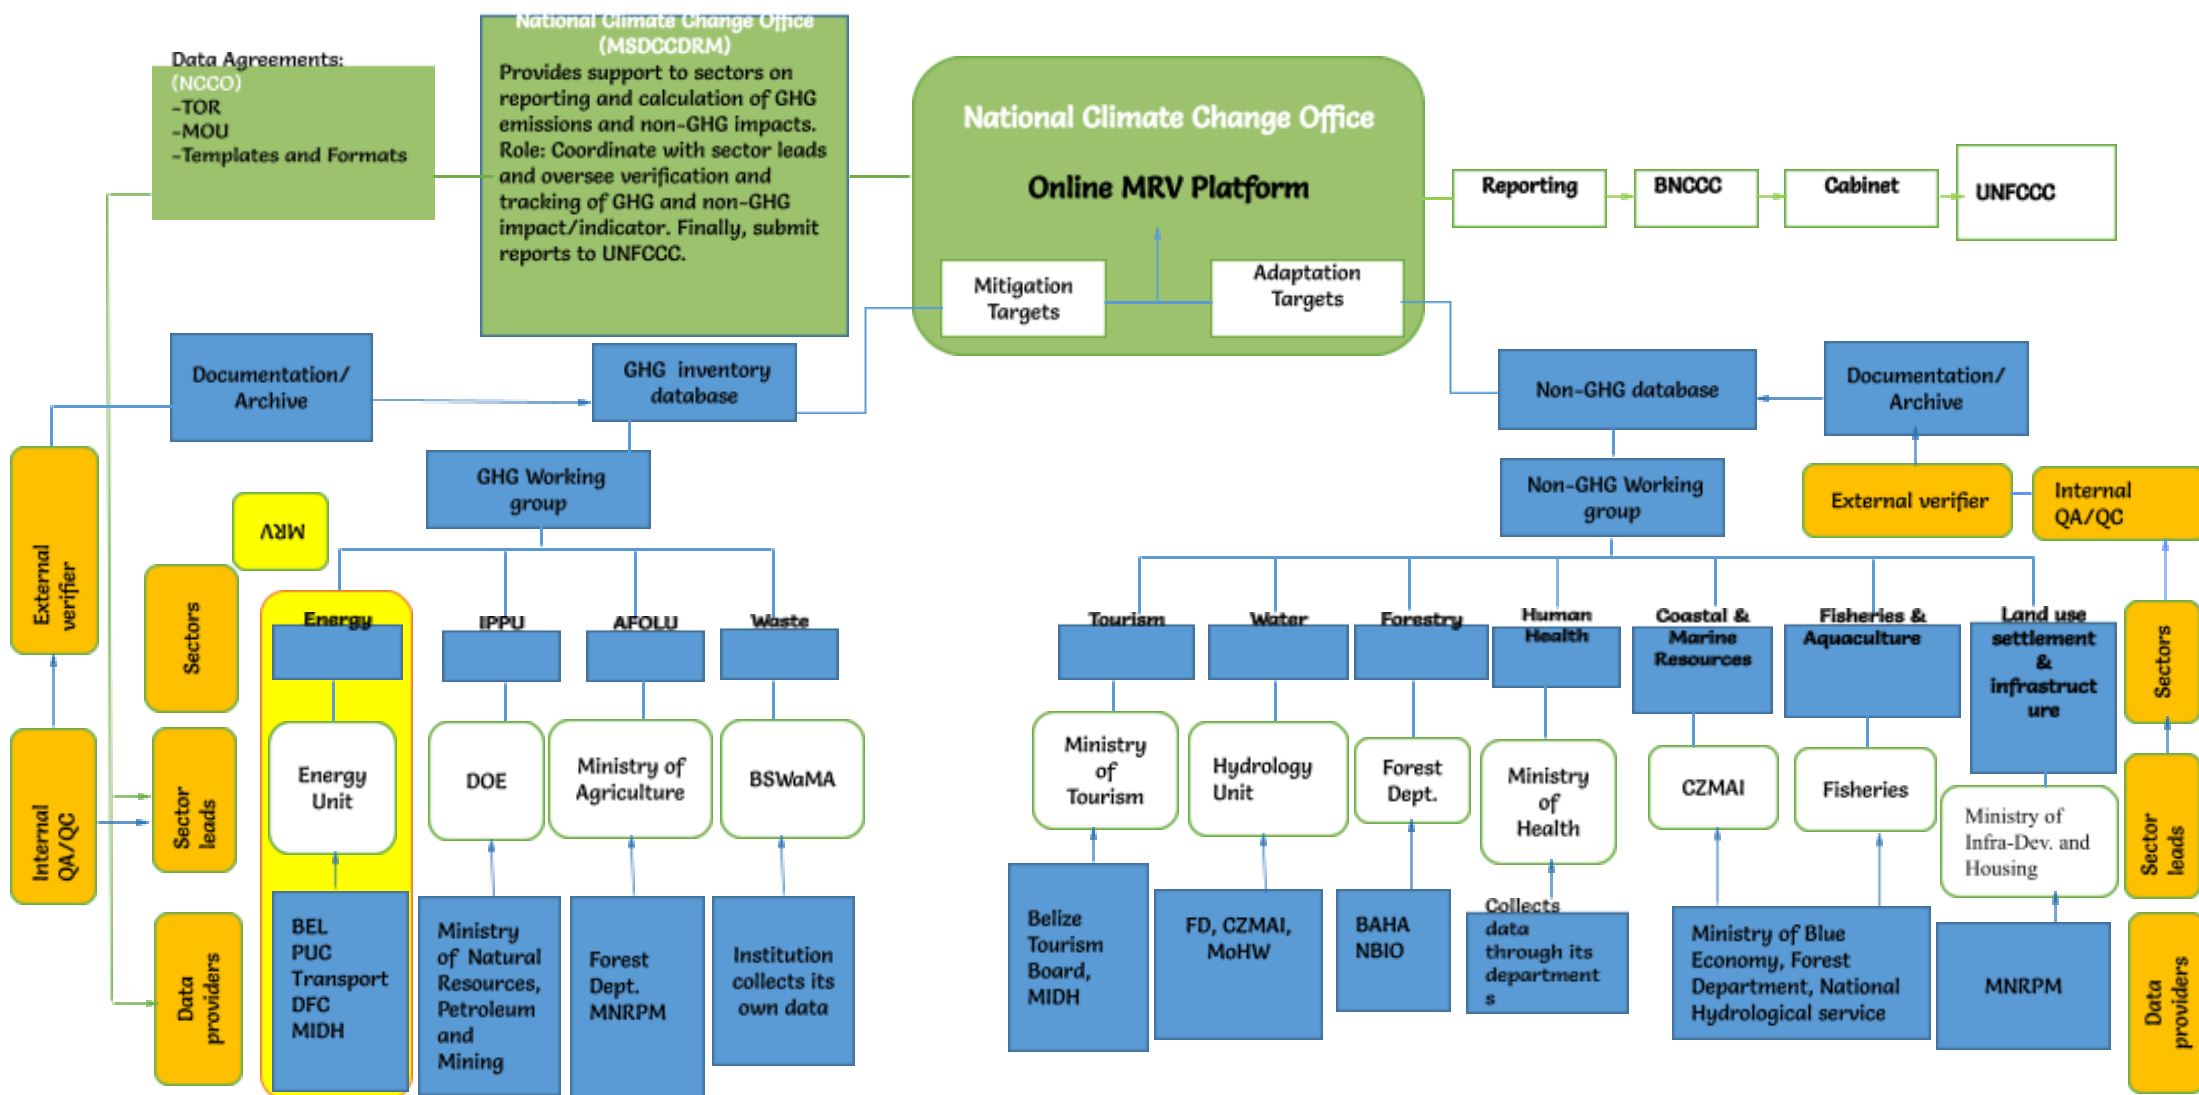 National Climate Change Office
(MSDCCDRM)
Provides support to sectors on
reporting and calculation of GHG
emissions and non-GHG impacts.
Role: Coordinate with sector leads
and oversee verification and
tracking of GHG and non-GHG
impact/indicator. Finally, submit
reports to UNFCCC.
Data Agreements:
(NCCO)
-TOR
-MOU
-Templates and Formats
National Climate Change Office
Online MRV Platform
Mitigation
Targets
Adaptation
Targets
Reporting
BNCCC
Cabinet
UNFCCC
Documentation/
Archive
GHG inventory
database
Non-GHG database
Documentation/
Archive
GHG Working
group
Non-GHG Working
group
External verifier
Internal
QA/QC
External
verifier
MRV
Sectors
Energy
IPPU
AFOLU
Waste
Tourism
Water
Forestry
Human
Health
Coastal &
Marine
Resources
Fisheries &
Aquaculture
Land use
settlement
&
infrastruct
ure
Sectors
Internal
QA/QC
Sector
leads
Energy
Unit
DOE
Ministry of
Agriculture
BSWaMA
Ministry
of
Tourism
Hydrology
Unit
Forest
Dept.
Ministry
of
Health
CZMAI
Fisheries
Ministry of
Infra-Dev. and
Housing
Sector
leads
Data
providers
BEL
PUC
Transport
DFC
MIDH
Ministry
of Natural
Resources,
Petroleum
and
Mining
Forest
Dept.
MNRPM
Institution
collects its
own data
Belize
Tourism
Board,
MIDH
FD, CZMAI,
MoHW
BAHA
NBIO
Collects
data
through its
department
s
Ministry of Blue
Economy, Forest
Department, National
Hydrological service
MNRPM
Data
providers